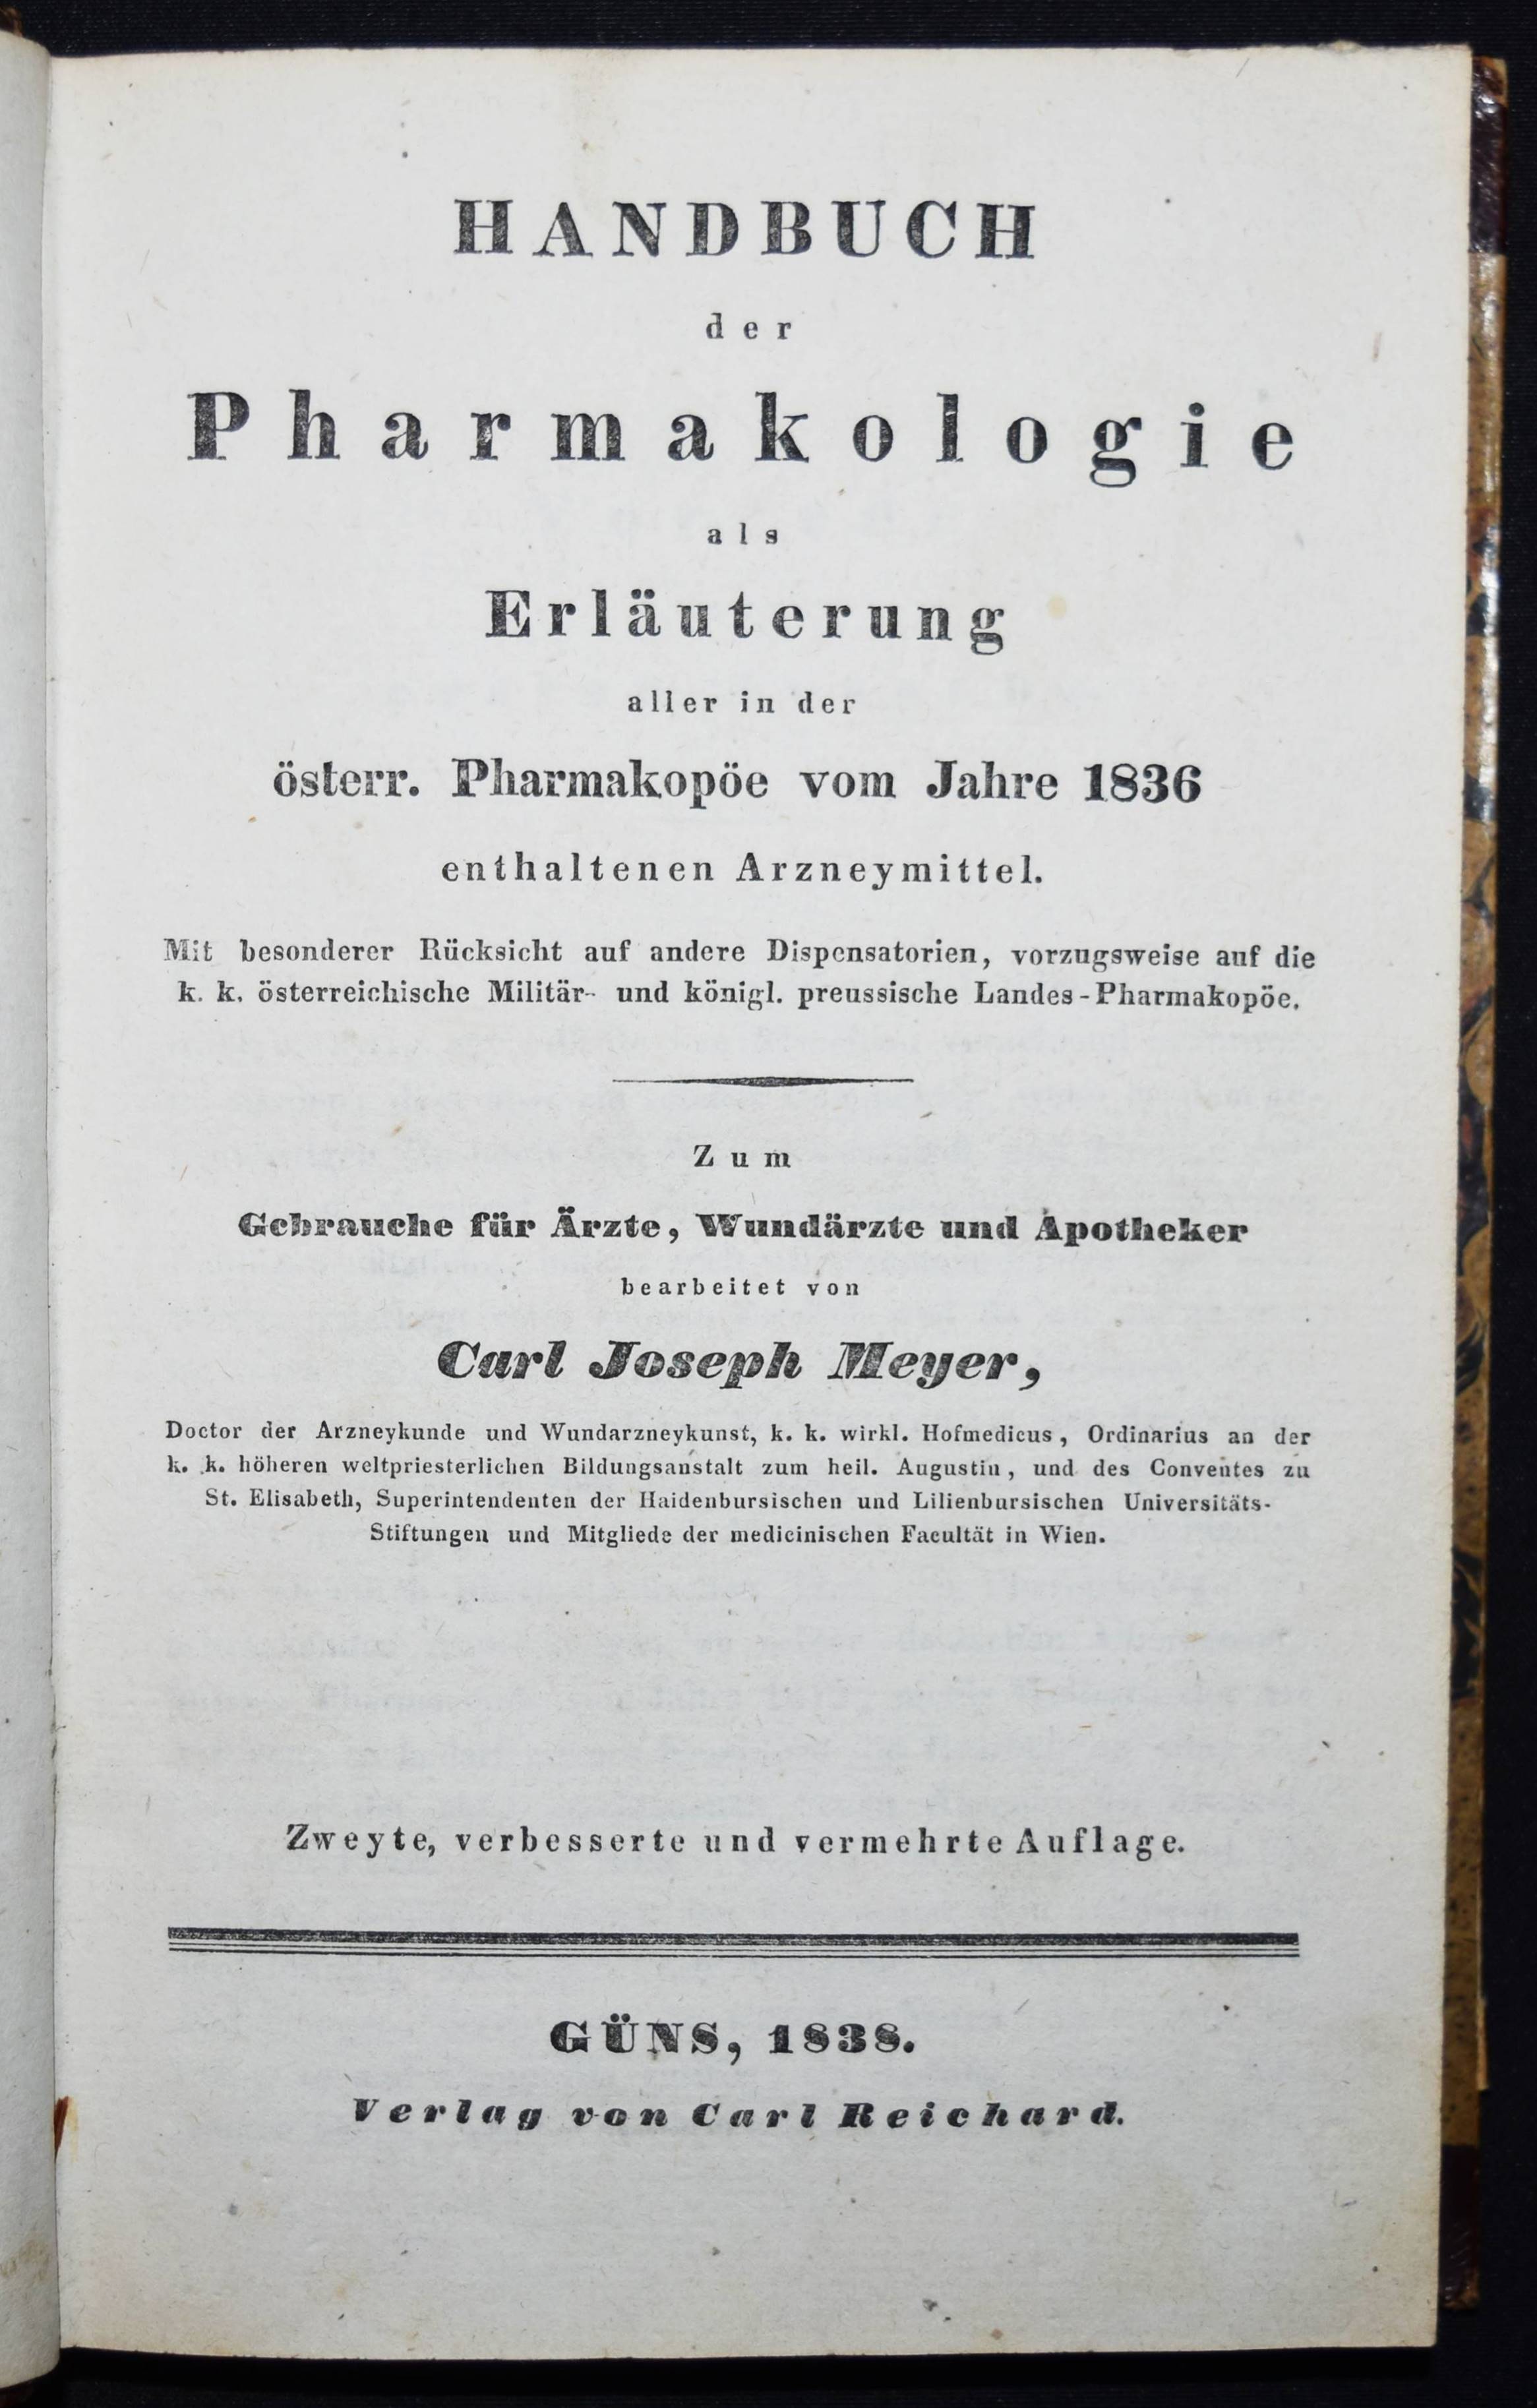 HANDBUCH
der
Pharmakologie
als
Erläuterung
aller in der
österr. Pharmakopöe vom Jahre 1836
enthaltenen Arzneymittel.
Mit besonderer Rücksicht auf andere Dispensatorien, vorzugsweise auf die
k. k. österreichische Militär- und königl. preussische Landes-Pharmakopöe.
Zum
Gebrauche für Ärzte, Wundärzte und Apotheker
bearbeitet von
Carl Joseph Meyer,
Doctor der Arzneykunde und Wundarzneykunst, k. k. wirkl. Hofmedicus, Ordinarius an der
k. k. höheren weltpriesterlichen Bildungsanstalt zum heil. Augustin, und des Conventes zu
St. Elisabeth, Superintendenten der Haidenbursischen und Lilienbursischen Universitäts-
Stiftungen und Mitgliede der medicinischen Facultät in Wien.
Zweyte, verbesserte und vermehrte Auflage.
GÜNS, 1838.
Verlag von Carl Reichard.